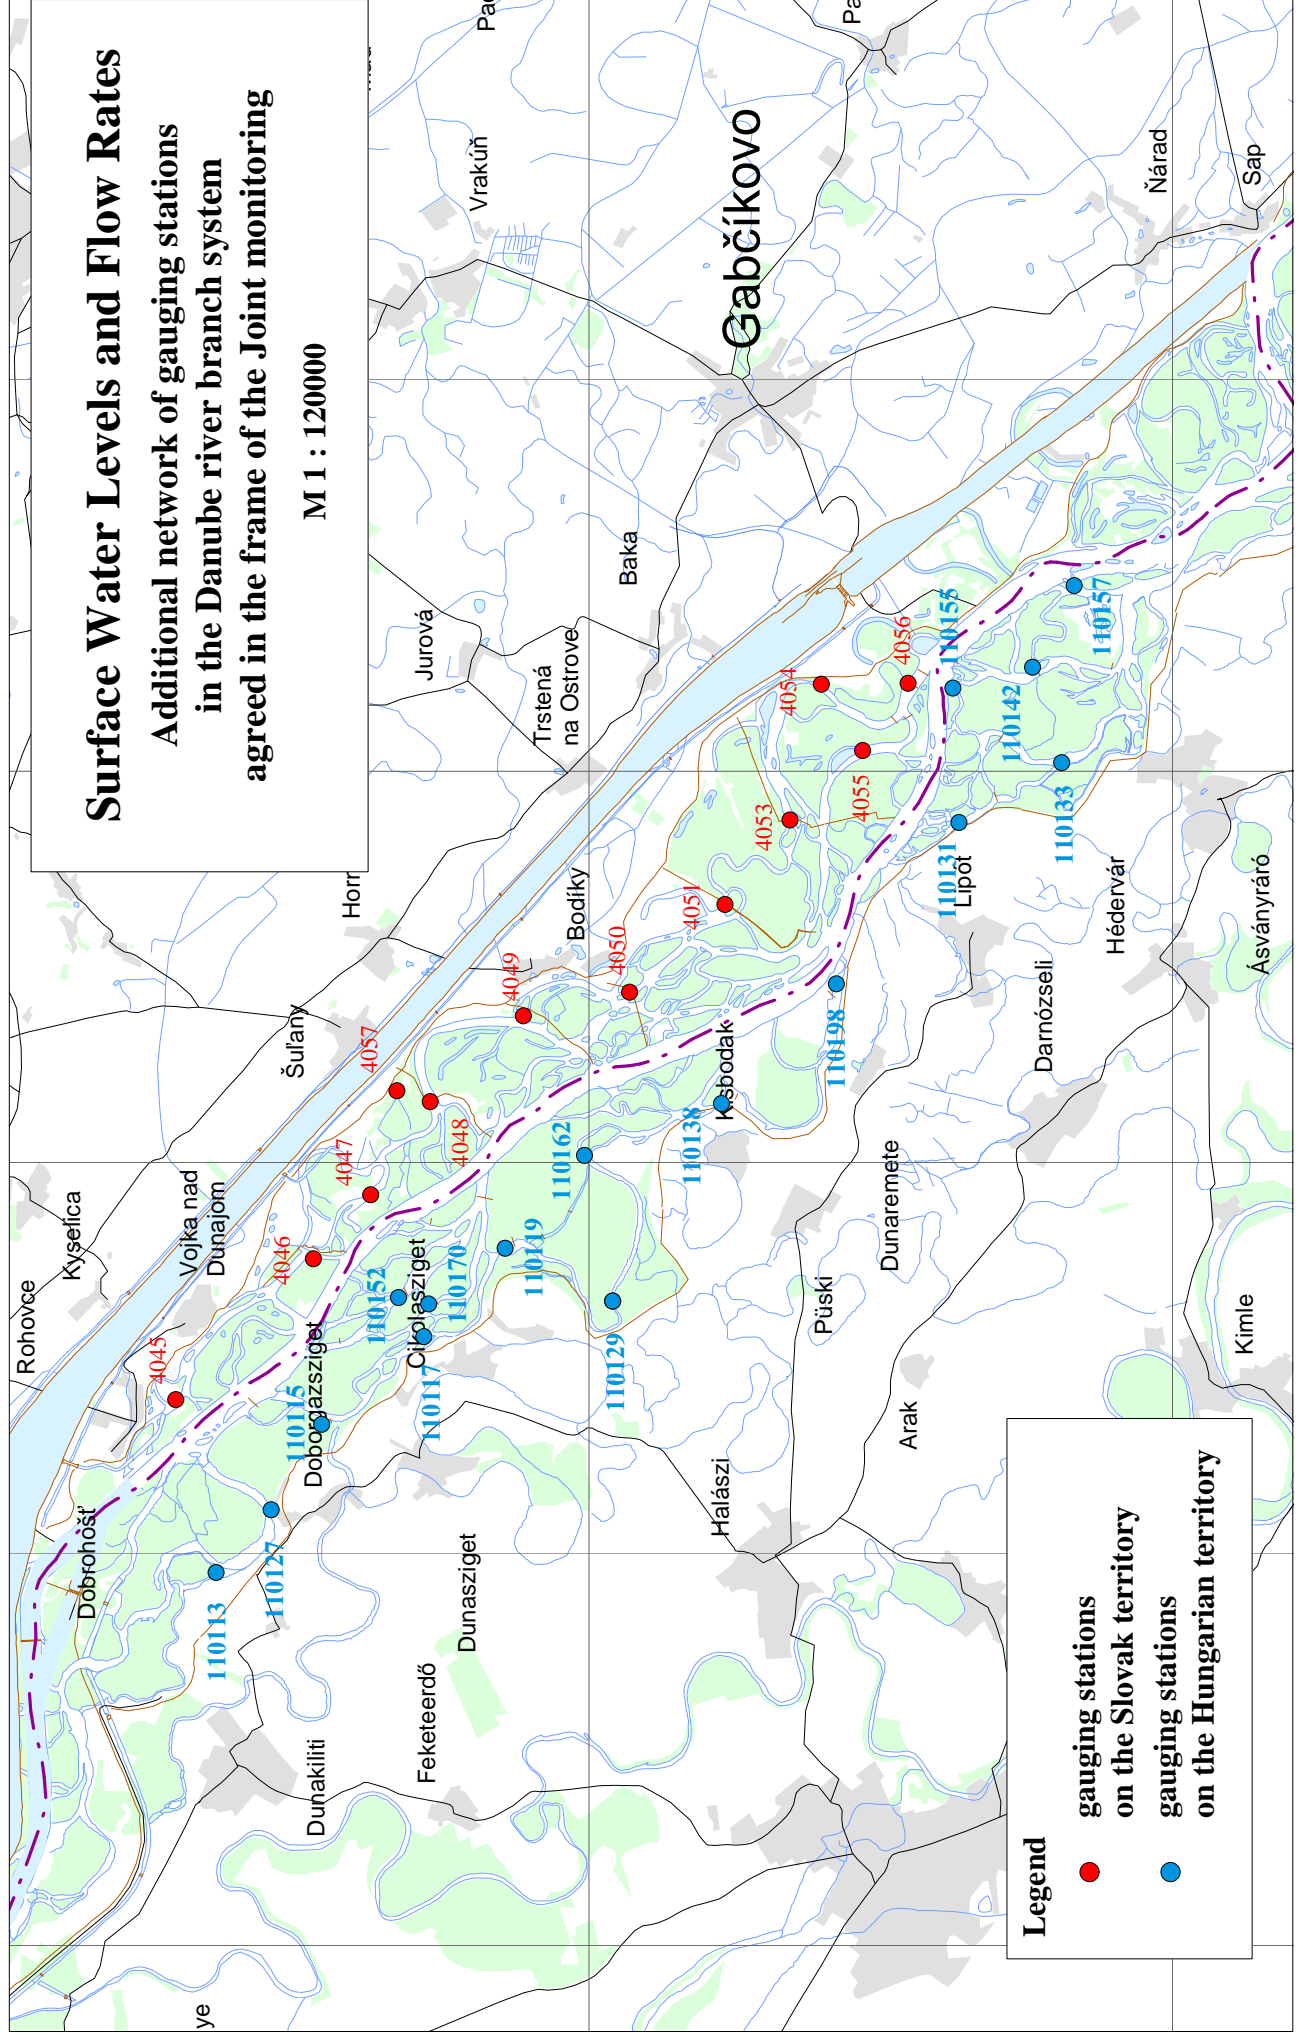 Surface Water Levels and Flow Rates
Additional network of gauging stations
in the Danube river branch system
agreed in the frame of the Joint monitoring
M 1 : 120000
Rohovce
Kyselica
Vojka nad
Dunajom
Šuľany
Horr
Jurová
Trstená
na Ostrove
Baka
Bodíky
Vrakúň
Gabčíkovo
Ňárad
Sap
Pa
Dobrohošť
Doborgazsziget
Cikolasziget
Kisbodak
Dunakiliti
Feketeerdő
Dunasziget
Halászi
Püski
Arak
Dunaremete
Darnózseli
Lipót
Hédervár
Ásványráró
Kimle
ye
4045
4046
4047
4048
4057
4049
4050
4051
4053
4054
4055
4056
110113
110127
110115
110152
110117
110170
110119
110129
110162
110138
110198
110131
110155
110133
110142
110157
Legend
gauging stations
on the Slovak territory
gauging stations
on the Hungarian territory